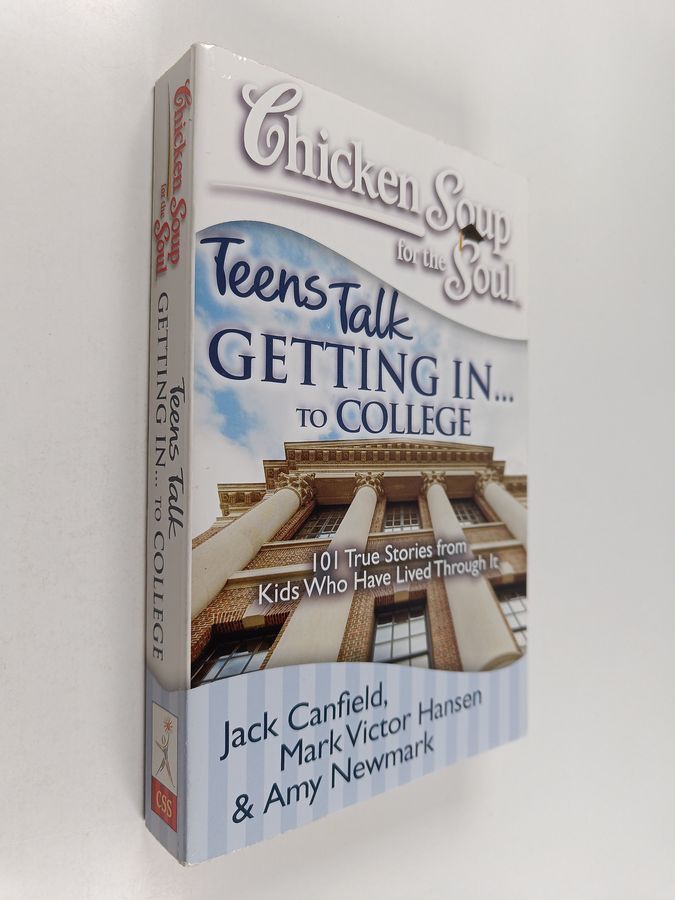 Chicken Soup
for the Soul
Teens Talk
GETTING IN...
TO COLLEGE
101 True Stories from
Kids Who Have Lived Through It
Jack Canfield,
Mark Victor Hansen
& Amy Newmark
Chicken Soup
for the Soul
Teens Talk
GETTING IN... TO COLLEGE
CSS